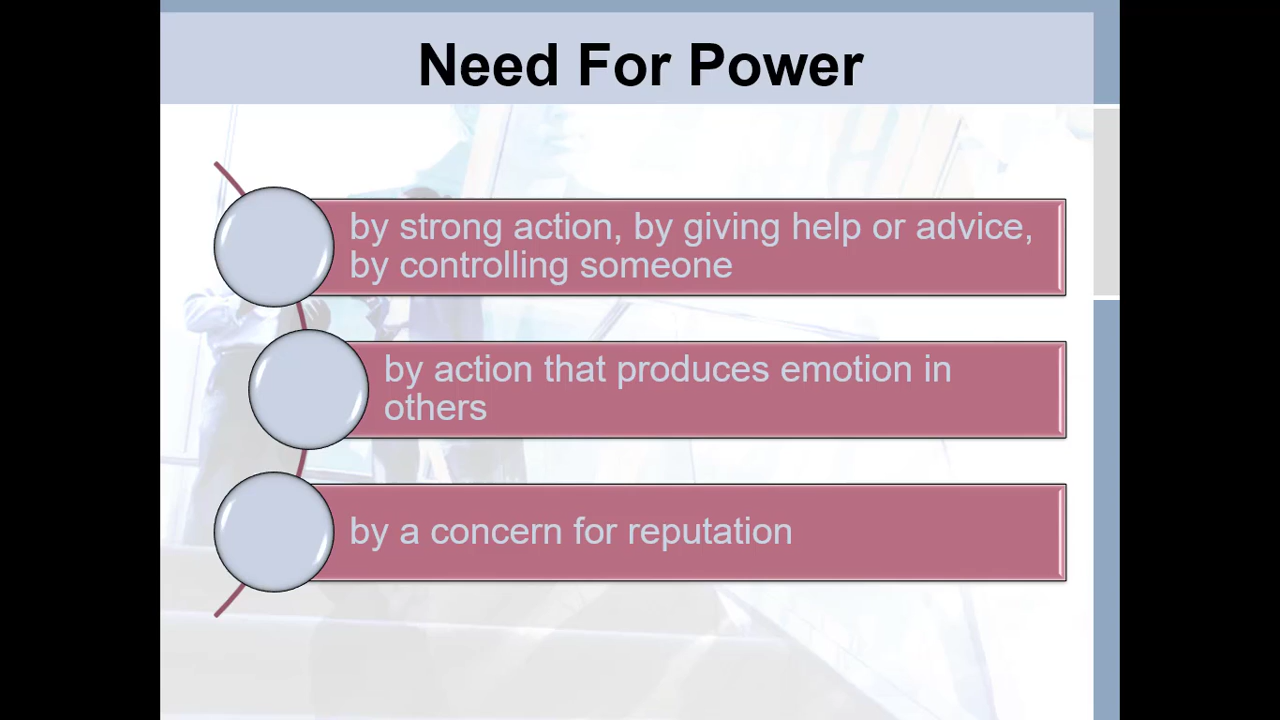 Need For Power
by strong action, by giving help or advice,
by controlling someone
by action that produces emotion in
others
by a concern for reputation